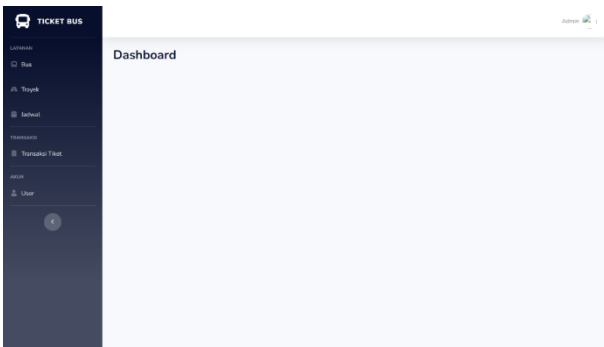 TICKET BUS
Admin
LAYANAN
Bus
Dashboard
Trayek
Jadwal
TRANSAKSI
Transaksi Tiket
AKUN
User